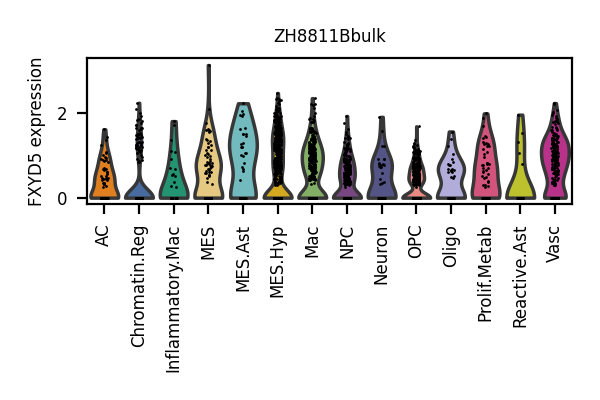 ZH8811Bbulk
FXYD5 expression
2
0
AC
Chromatin.Reg
Inflammatory.Mac
MES
MES.Ast
MES.Hyp
Mac
NPC
Neuron
OPC
Oligo
Prolif.Metab
Reactive.Ast
Vasc